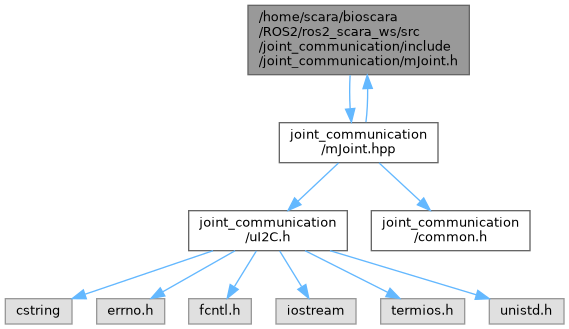 /home/scara/bioscara
/ROS2/ros2_scara_ws/src
/joint_communication/include
/joint_communication/mJoint.h
joint_communication
/mJoint.hpp
joint_communication
/uI2C.h
joint_communication
/common.h
cstring
errno.h
fcntl.h
iostream
termios.h
unistd.h